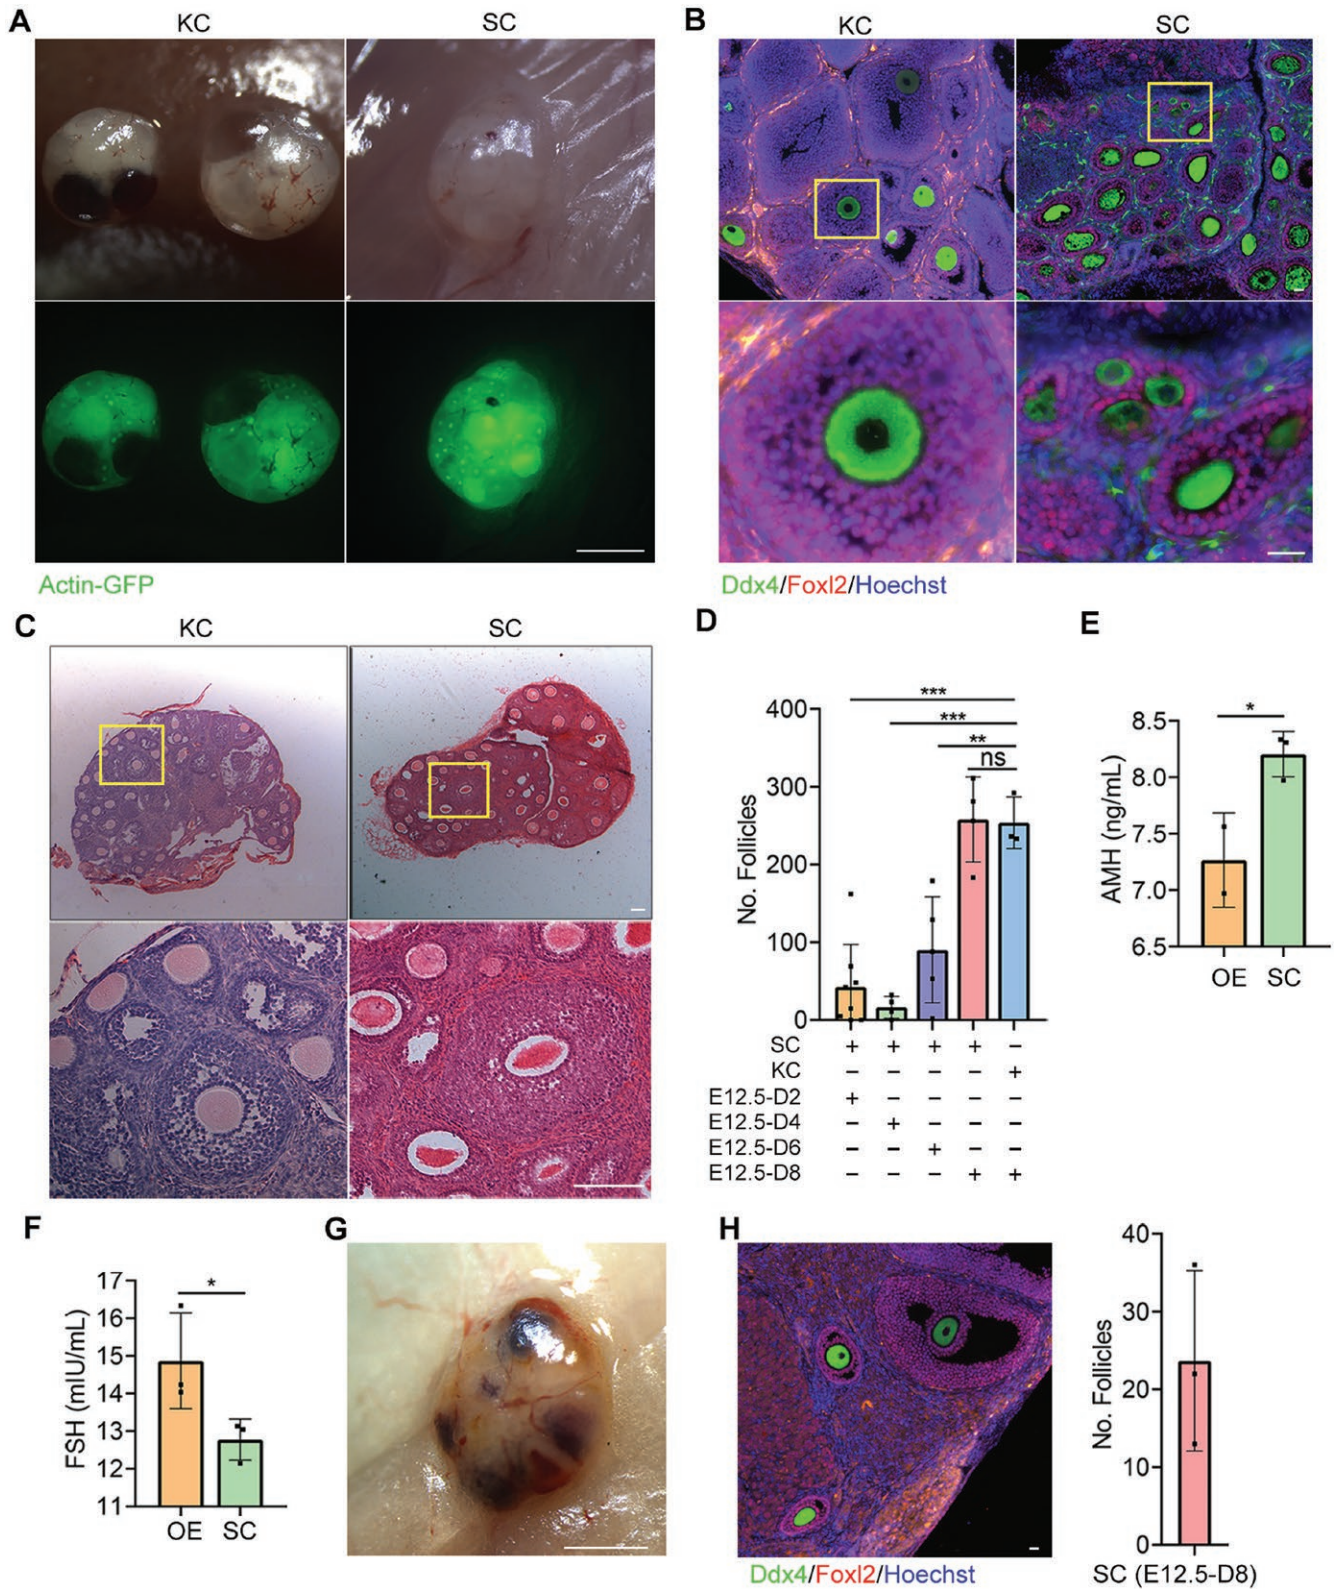 A
KC SC
Actin-GFP
B
KC SC
Ddx4/Foxl2/Hoechst
C
KC SC
D
***
***
**
ns
No. Follicles
400
300
200
100
0
SC + + + + –
KC – – – – +
E12.5-D2 + – – – –
E12.5-D4 – + – – –
E12.5-D6 – – + – –
E12.5-D8 – – – + +
E
*
AMH (ng/mL)
8.5
8.0
7.5
7.0
6.5
OE SC
F
*
FSH (mIU/mL)
17
16
15
14
13
12
11
OE SC
G
H
Ddx4/Foxl2/Hoechst
No. Follicles
40
30
20
10
0
SC (E12.5-D8)